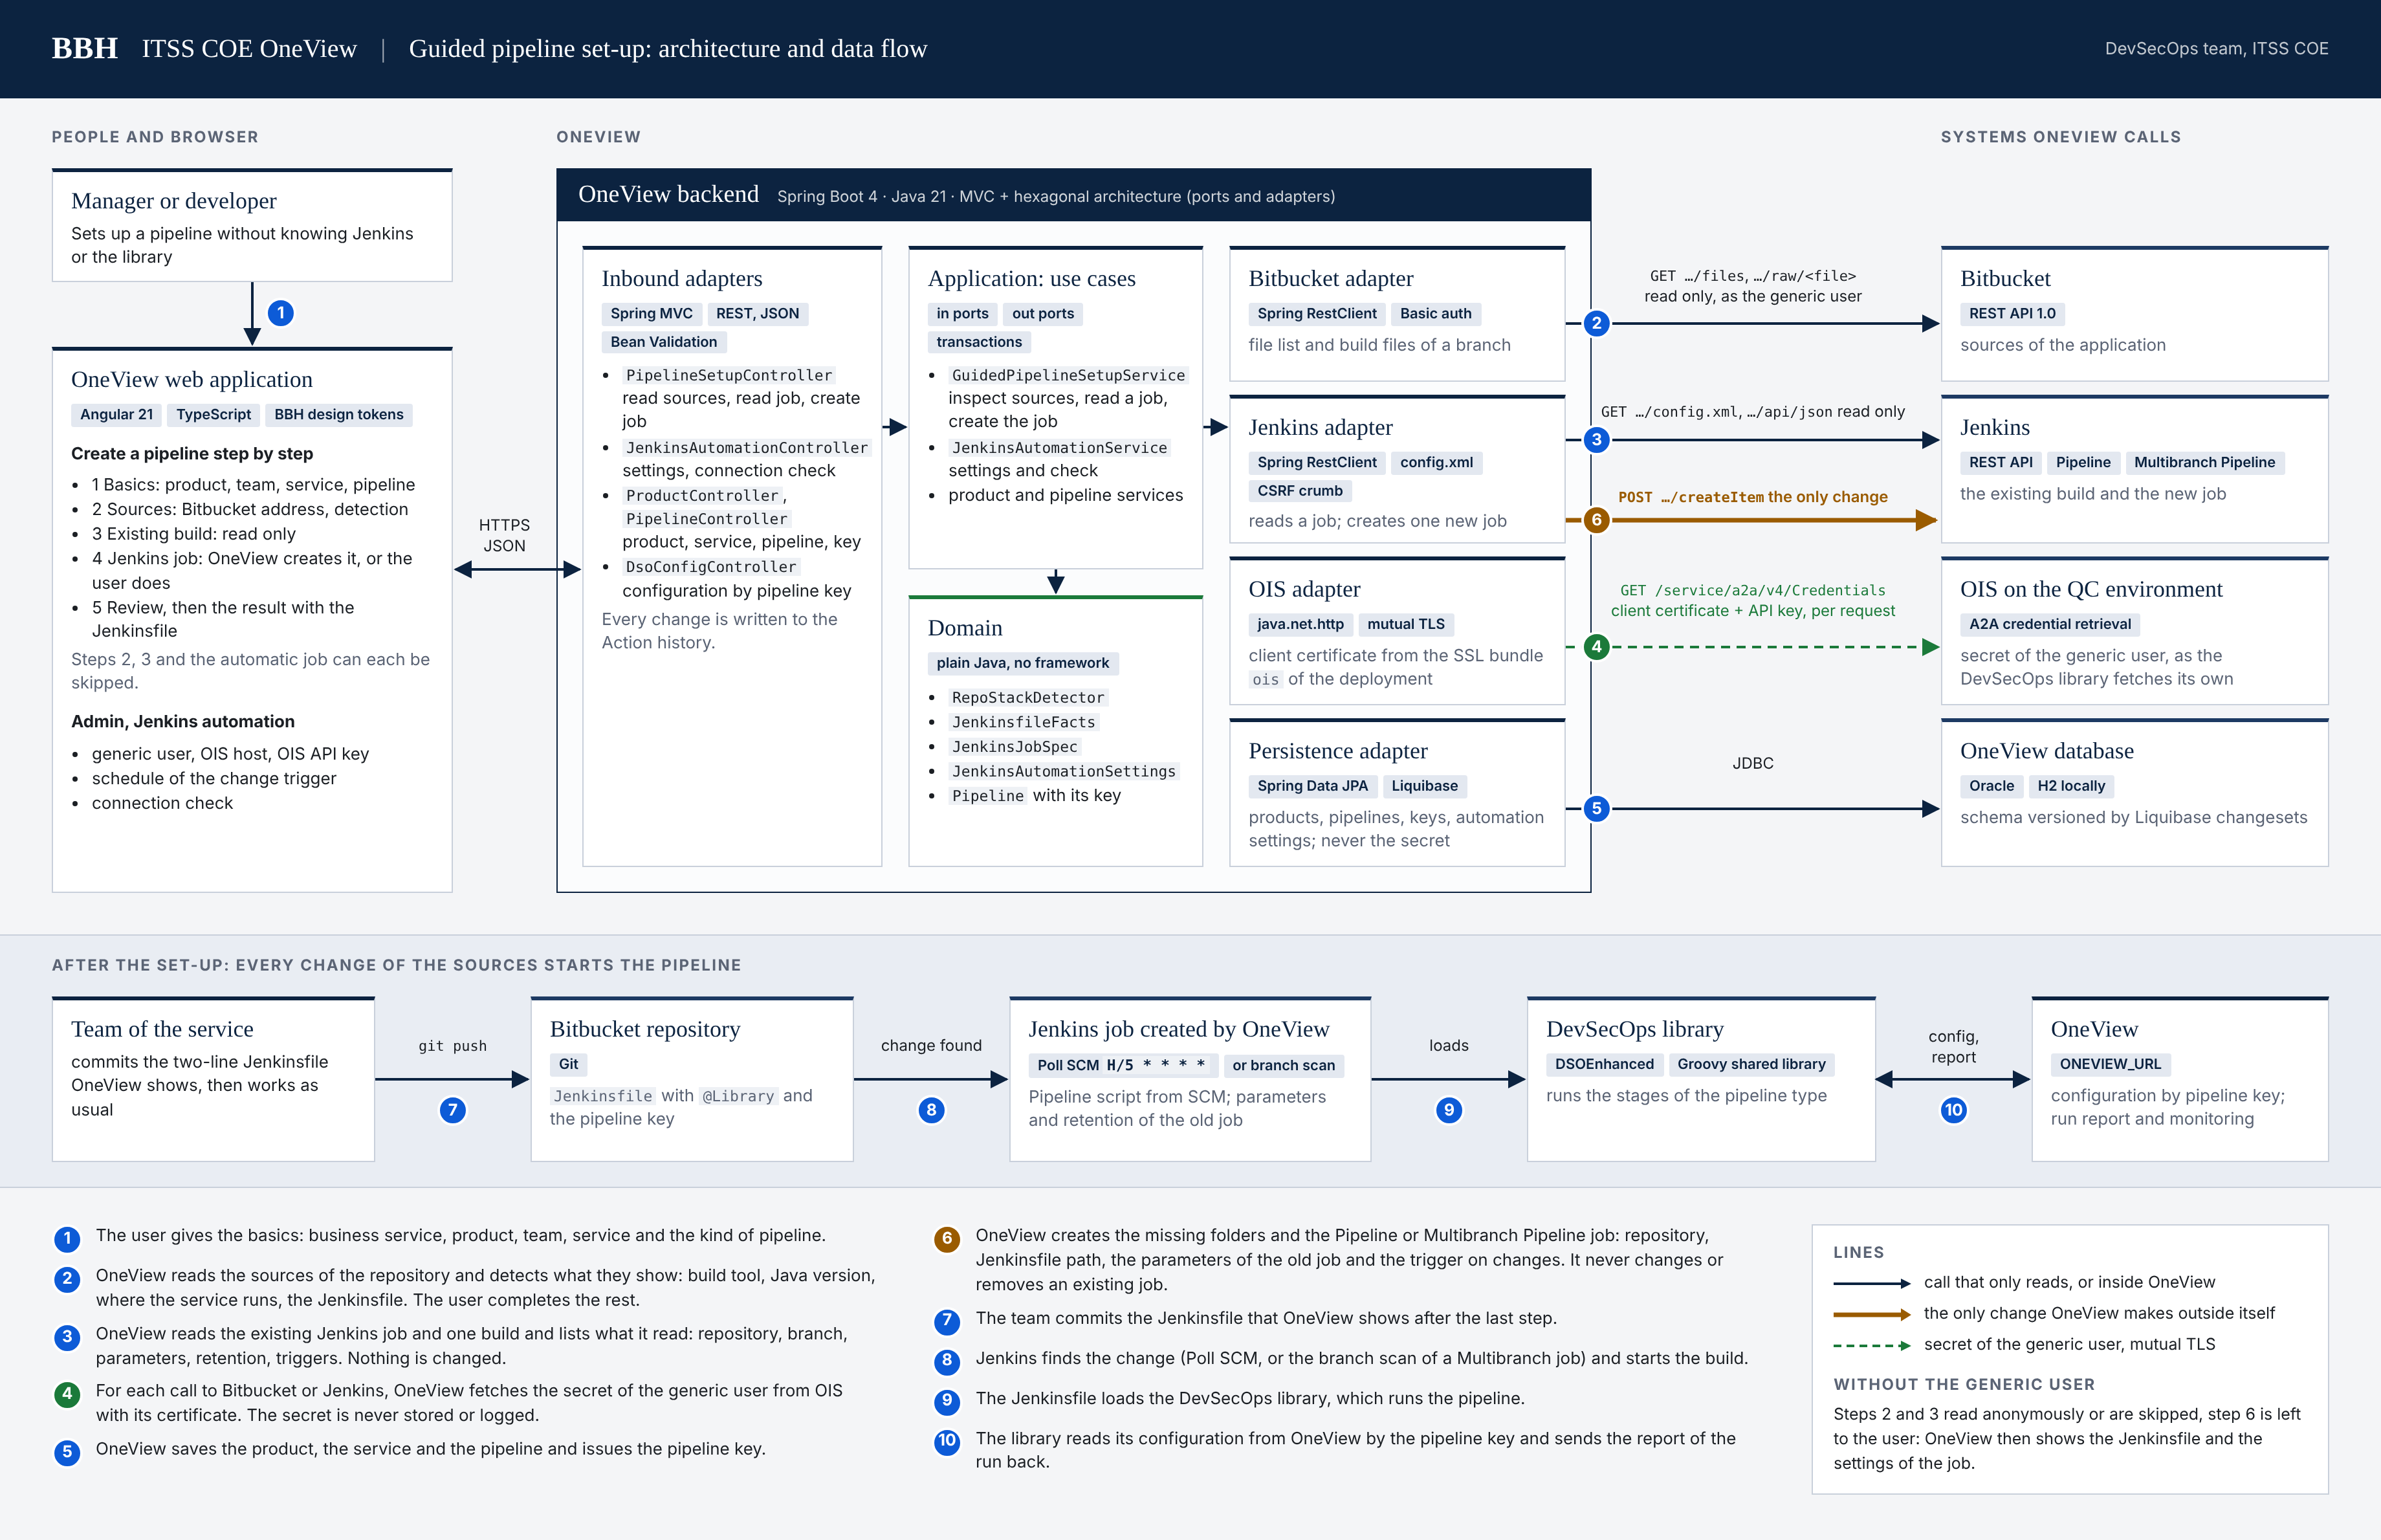 BBH ITSS COE OneView | Guided pipeline set-up: architecture and data flow
DevSecOps team, ITSS COE
PEOPLE AND BROWSER
ONEVIEW
SYSTEMS ONEVIEW CALLS
Manager or developer
Sets up a pipeline without knowing Jenkins
or the library
1
OneView web application
Angular 21 TypeScript BBH design tokens
Create a pipeline step by step
• 1 Basics: product, team, service, pipeline
• 2 Sources: Bitbucket address, detection
• 3 Existing build: read only
• 4 Jenkins job: OneView creates it, or the
user does
• 5 Review, then the result with the
Jenkinsfile
Steps 2, 3 and the automatic job can each be
skipped.
Admin, Jenkins automation
• generic user, OIS host, OIS API key
• schedule of the change trigger
• connection check
HTTPS
JSON
OneView backend Spring Boot 4 · Java 21 · MVC + hexagonal architecture (ports and adapters)
Inbound adapters
Spring MVC REST, JSON
Bean Validation
• PipelineSetupController
read sources, read job, create
job
• JenkinsAutomationController
settings, connection check
• ProductController,
PipelineController
product, service, pipeline, key
• DsoConfigController
configuration by pipeline key
Every change is written to the
Action history.
Application: use cases
in ports out ports
transactions
• GuidedPipelineSetupService
inspect sources, read a job,
create the job
• JenkinsAutomationService
settings and check
• product and pipeline services
Domain
plain Java, no framework
• RepoStackDetector
• JenkinsfileFacts
• JenkinsJobSpec
• JenkinsAutomationSettings
• Pipeline with its key
Bitbucket adapter
Spring RestClient Basic auth
file list and build files of a branch
Jenkins adapter
Spring RestClient config.xml
CSRF crumb
reads a job; creates one new job
OIS adapter
java.net.http mutual TLS
client certificate from the SSL bundle
ois of the deployment
Persistence adapter
Spring Data JPA Liquibase
products, pipelines, keys, automation
settings; never the secret
GET …/files, …/raw/<file>
read only, as the generic user
2
GET …/config.xml, …/api/json read only
3
POST …/createItem the only change
6
GET /service/a2a/v4/Credentials
client certificate + API key, per request
4
JDBC
5
Bitbucket
REST API 1.0
sources of the application
Jenkins
REST API Pipeline Multibranch Pipeline
the existing build and the new job
OIS on the QC environment
A2A credential retrieval
secret of the generic user, as the
DevSecOps library fetches its own
OneView database
Oracle H2 locally
schema versioned by Liquibase changesets
AFTER THE SET-UP: EVERY CHANGE OF THE SOURCES STARTS THE PIPELINE
Team of the service
commits the two-line Jenkinsfile
OneView shows, then works as
usual
git push
7
Bitbucket repository
Git
Jenkinsfile with @Library and
the pipeline key
change found
8
Jenkins job created by OneView
Poll SCM H/5 * * * * or branch scan
Pipeline script from SCM; parameters
and retention of the old job
loads
9
DevSecOps library
DSOEnhanced Groovy shared library
runs the stages of the pipeline type
config,
report
10
OneView
ONEVIEW_URL
configuration by pipeline key;
run report and monitoring
1 The user gives the basics: business service, product, team, service and the kind of pipeline.
2 OneView reads the sources of the repository and detects what they show: build tool, Java version,
where the service runs, the Jenkinsfile. The user completes the rest.
3 OneView reads the existing Jenkins job and one build and lists what it read: repository, branch,
parameters, retention, triggers. Nothing is changed.
4 For each call to Bitbucket or Jenkins, OneView fetches the secret of the generic user from OIS
with its certificate. The secret is never stored or logged.
5 OneView saves the product, the service and the pipeline and issues the pipeline key.
6 OneView creates the missing folders and the Pipeline or Multibranch Pipeline job: repository,
Jenkinsfile path, the parameters of the old job and the trigger on changes. It never changes or
removes an existing job.
7 The team commits the Jenkinsfile that OneView shows after the last step.
8 Jenkins finds the change (Poll SCM, or the branch scan of a Multibranch job) and starts the build.
9 The Jenkinsfile loads the DevSecOps library, which runs the pipeline.
10 The library reads its configuration from OneView by the pipeline key and sends the report of the
run back.
LINES
call that only reads, or inside OneView
the only change OneView makes outside itself
secret of the generic user, mutual TLS
WITHOUT THE GENERIC USER
Steps 2 and 3 read anonymously or are skipped, step 6 is left
to the user: OneView then shows the Jenkinsfile and the
settings of the job.